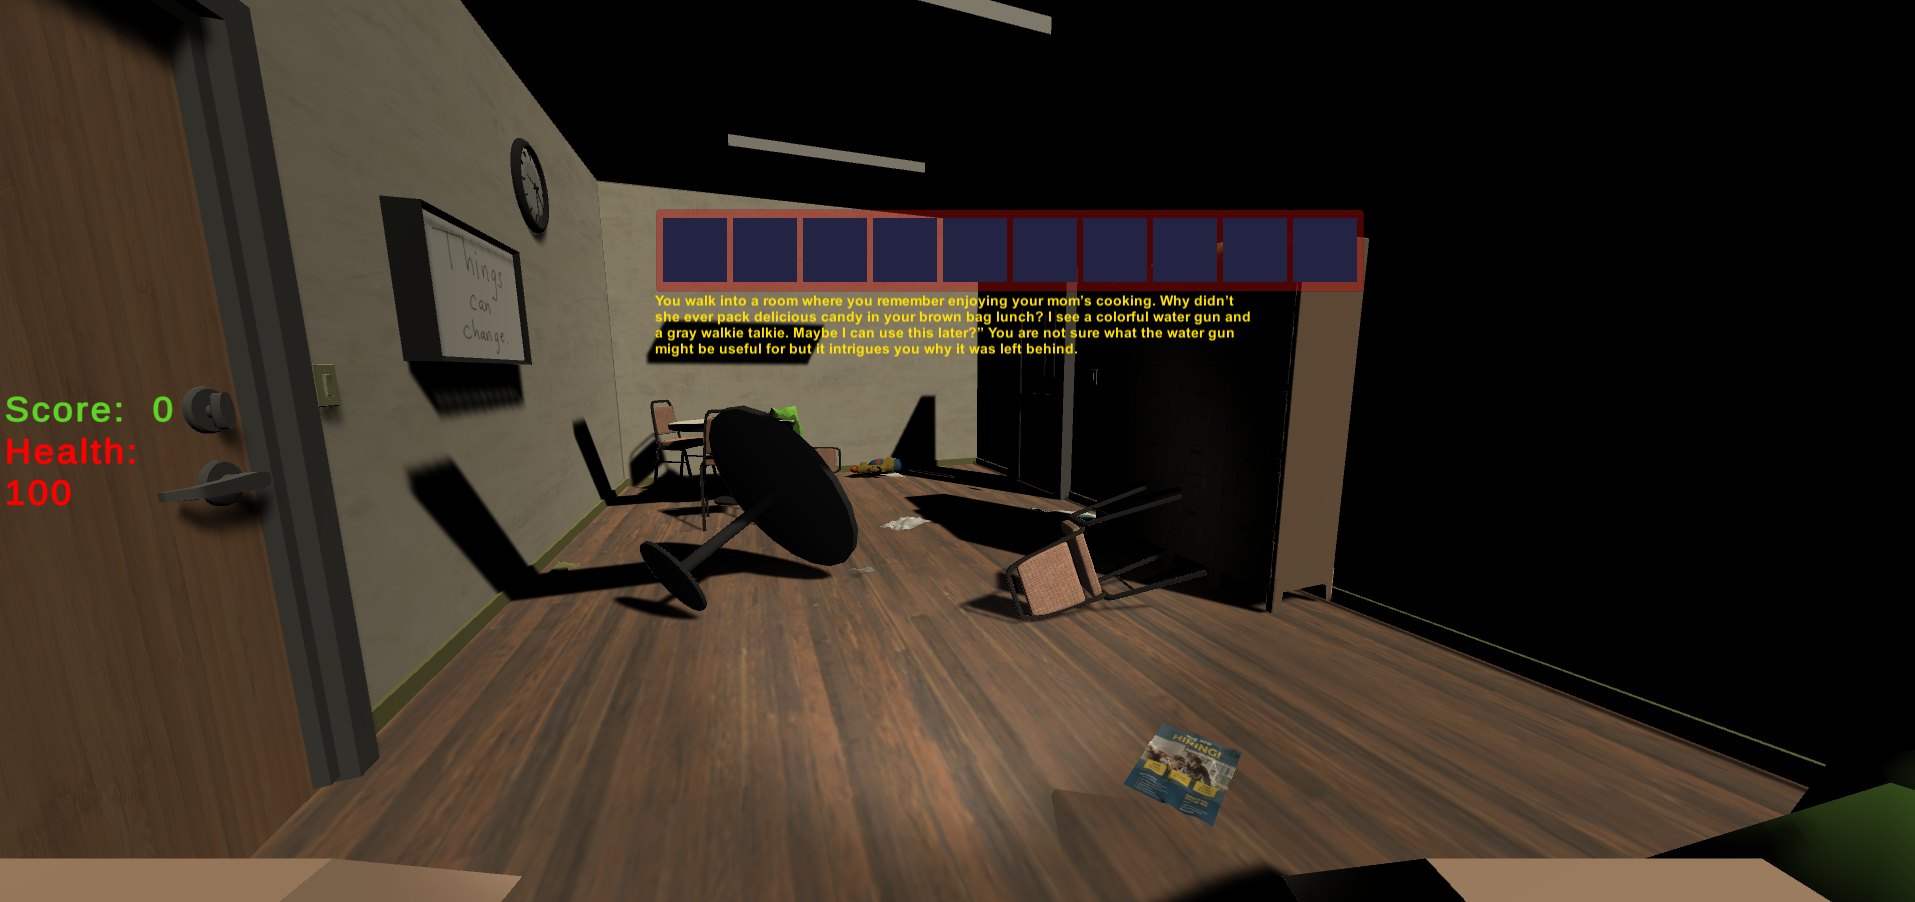 Things
can
change.
You walk into a room where you remember enjoying your mom's cooking. Why didn't
she ever pack delicious candy in your brown bag lunch? I see a colorful water gun and
a gray walkie talkie. Maybe I can use this later?" You are not sure what the water gun
might be useful for but it intrigues you why it was left behind.
Score: 0
Health:
100
HIRING!